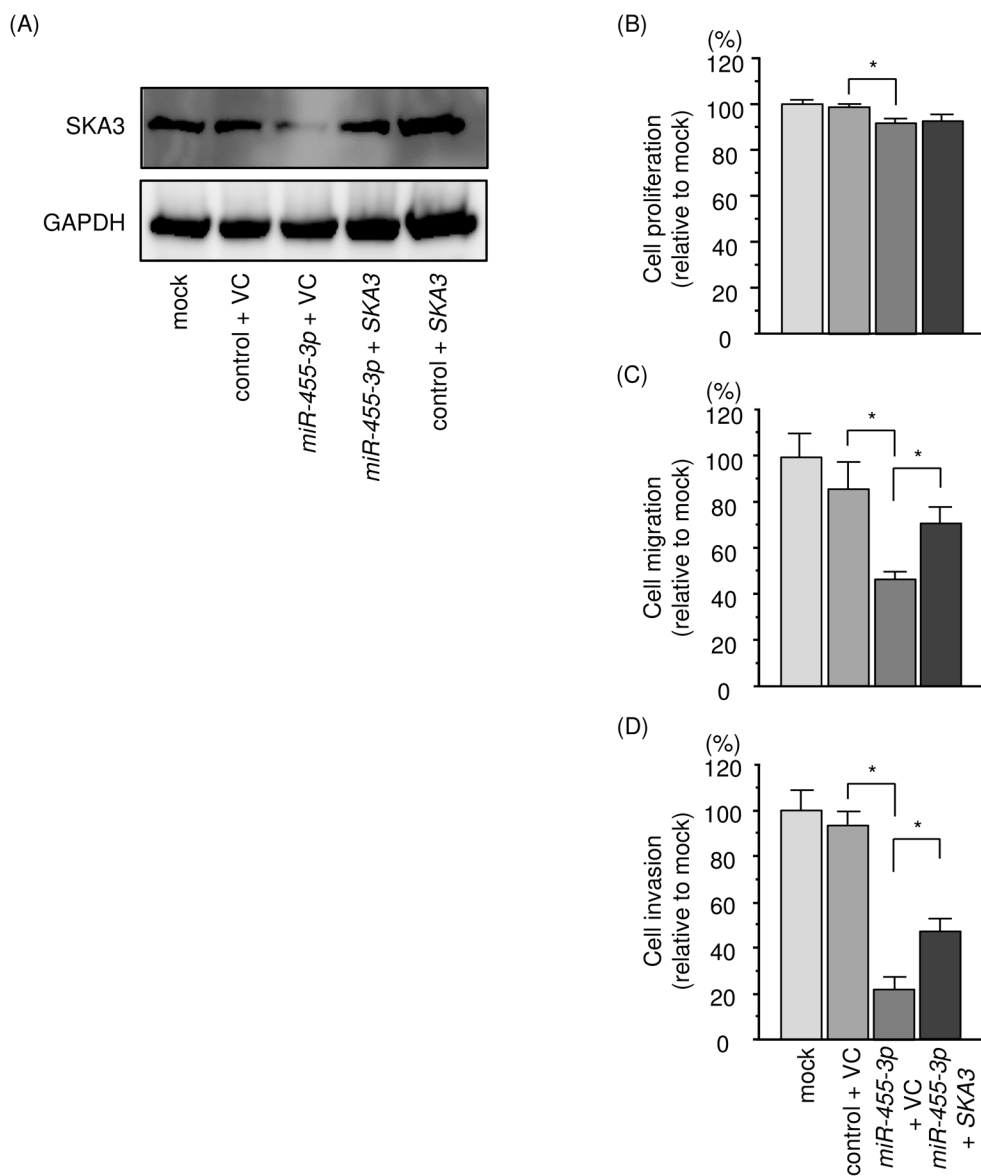 (A)
SKA3
GAPDH
mock
control + VC
miR-455-3p + VC
miR-455-3p + SKA3
control + SKA3
(B)
(%)
120
100
80
60
40
20
0
Cell proliferation
(relative to mock)
*
(C)
(%)
120
100
80
60
40
20
0
Cell migration
(relative to mock)
*
*
(D)
(%)
120
100
80
60
40
20
0
Cell invasion
(relative to mock)
*
*
mock
control + VC
miR-455-3p
+ VC
miR-455-3p
+ SKA3